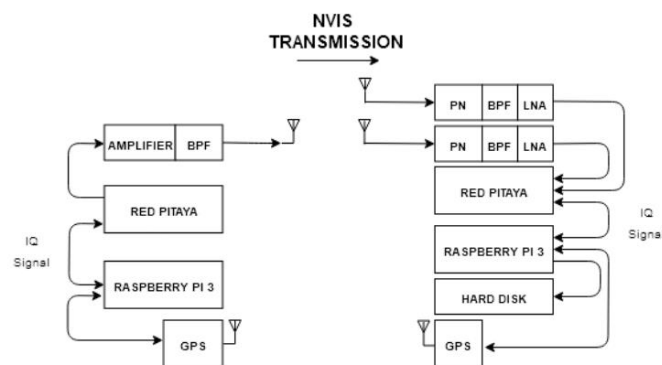 NVIS
TRANSMISSION
PN BPF LNA
AMPLIFIER BPF
PN BPF LNA
RED PITAYA
RED PITAYA
IQ
Signal
IQ
Signa
RASPBERRY PI 3
RASPBERRY PI 3
HARD DISK
GPS
GPS